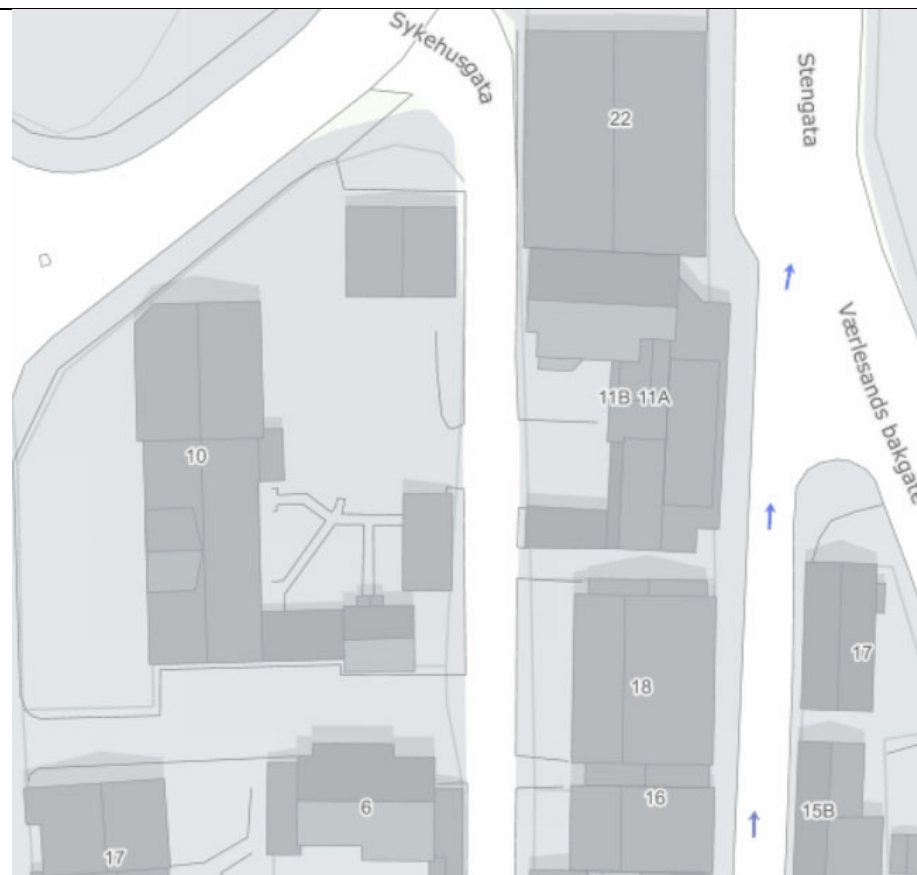 Sykehusgata
22
Stengata
Værlesands bakgate
11B 11A
10
17
18
16
15B
6
17